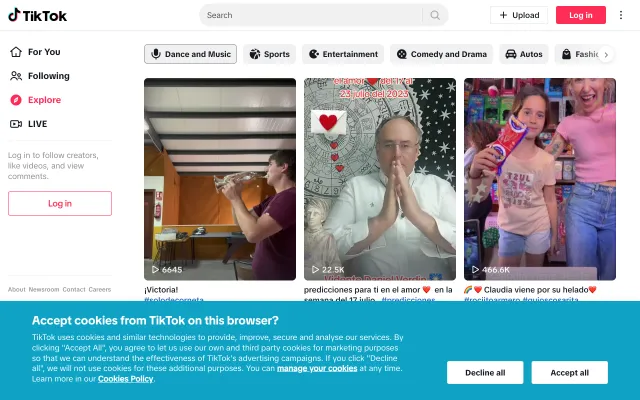 TikTok
Search
Upload
Log in
For You
Following
Explore
LIVE
Log in to follow creators,
like videos, and view
comments.
Log in
About Newsroom Contact Careers
Dance and Music
Sports
Entertainment
Comedy and Drama
Autos
Fashio
6645
¡Victoria!
#solodecorneta
23 julio del 2023
22.5K
predicciones para ti en el amor ❤️ en la
semana del 17 julio #predicciones
466.6K
🌈❤️ Claudia viene por su helado❤️
#rociitoarmero #quioscosarita
Accept cookies from TikTok on this browser?
TikTok uses cookies and similar technologies to provide, improve, secure and analyse our services. By
clicking "Accept All", you agree to let us use our own and third party cookies for marketing purposes
so that we can understand the effectiveness of TikTok's advertising campaigns. If you click "Decline
all", we will not use cookies for these additional purposes. You can manage your cookies at any time.
Learn more in our Cookies Policy.
Decline all
Accept all